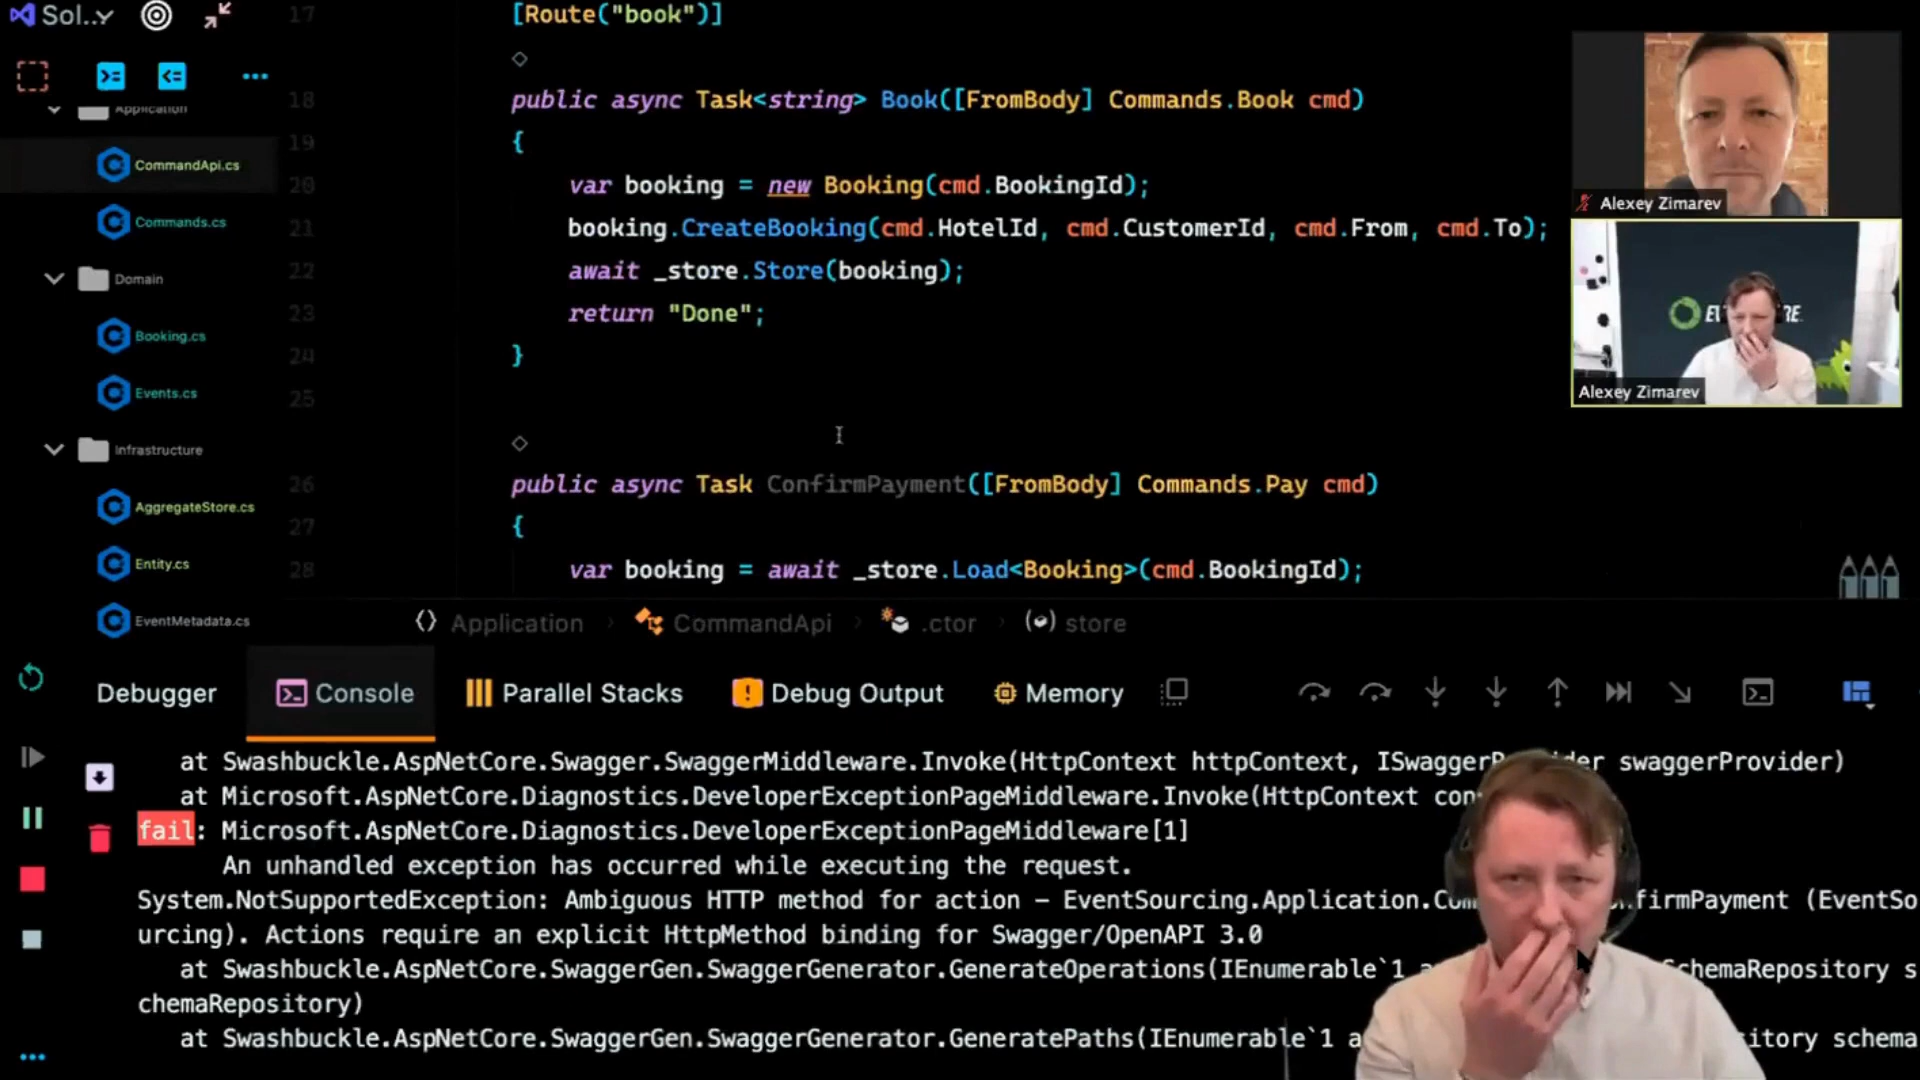 Sol...
17 [Route("book")]
Application
18 public async Task<string> Book([FromBody] Commands.Book cmd)
19 {
CommandApi.cs
20 var booking = new Booking(cmd.BookingId);
Alexey Zimarev
Commands.cs
21 booking.CreateBooking(cmd.HotelId, cmd.CustomerId, cmd.From, cmd.To);
22 await _store.Store(booking);
Domain
23 return "Done";
Booking.cs
24 }
Alexey Zimarev
Events.cs
25
Infrastructure
26 public async Task ConfirmPayment([FromBody] Commands.Pay cmd)
AggregateStore.cs
27 {
Entity.cs
28 var booking = await _store.Load<Booking>(cmd.BookingId);
EventMetadata.cs
Application CommandApi .ctor store
Debugger Console Parallel Stacks Debug Output Memory
at Swashbuckle.AspNetCore.Swagger.SwaggerMiddleware.Invoke(HttpContext httpContext, swaggerProvider)
at Microsoft.AspNetCore.Diagnostics.DeveloperExceptionPageMiddleware.Invoke(HttpContext
fail: Microsoft.AspNetCore.Diagnostics.DeveloperExceptionPageMiddleware[1]
An unhandled exception has occurred while executing the request.
System.NotSupportedException: Ambiguous HTTP method for action – (EventSo
urcing). Actions require an explicit HttpMethod binding for Swagger/OpenAPI 3.0
at Swashbuckle.AspNetCore.SwaggerGen.SwaggerGenerator.GenerateOperations(IEnumerable`1 SchemaRepository s
chemaRepository)
at Swashbuckle.AspNetCore.SwaggerGen.SwaggerGenerator.GeneratePaths(IEnumerable`1 schema